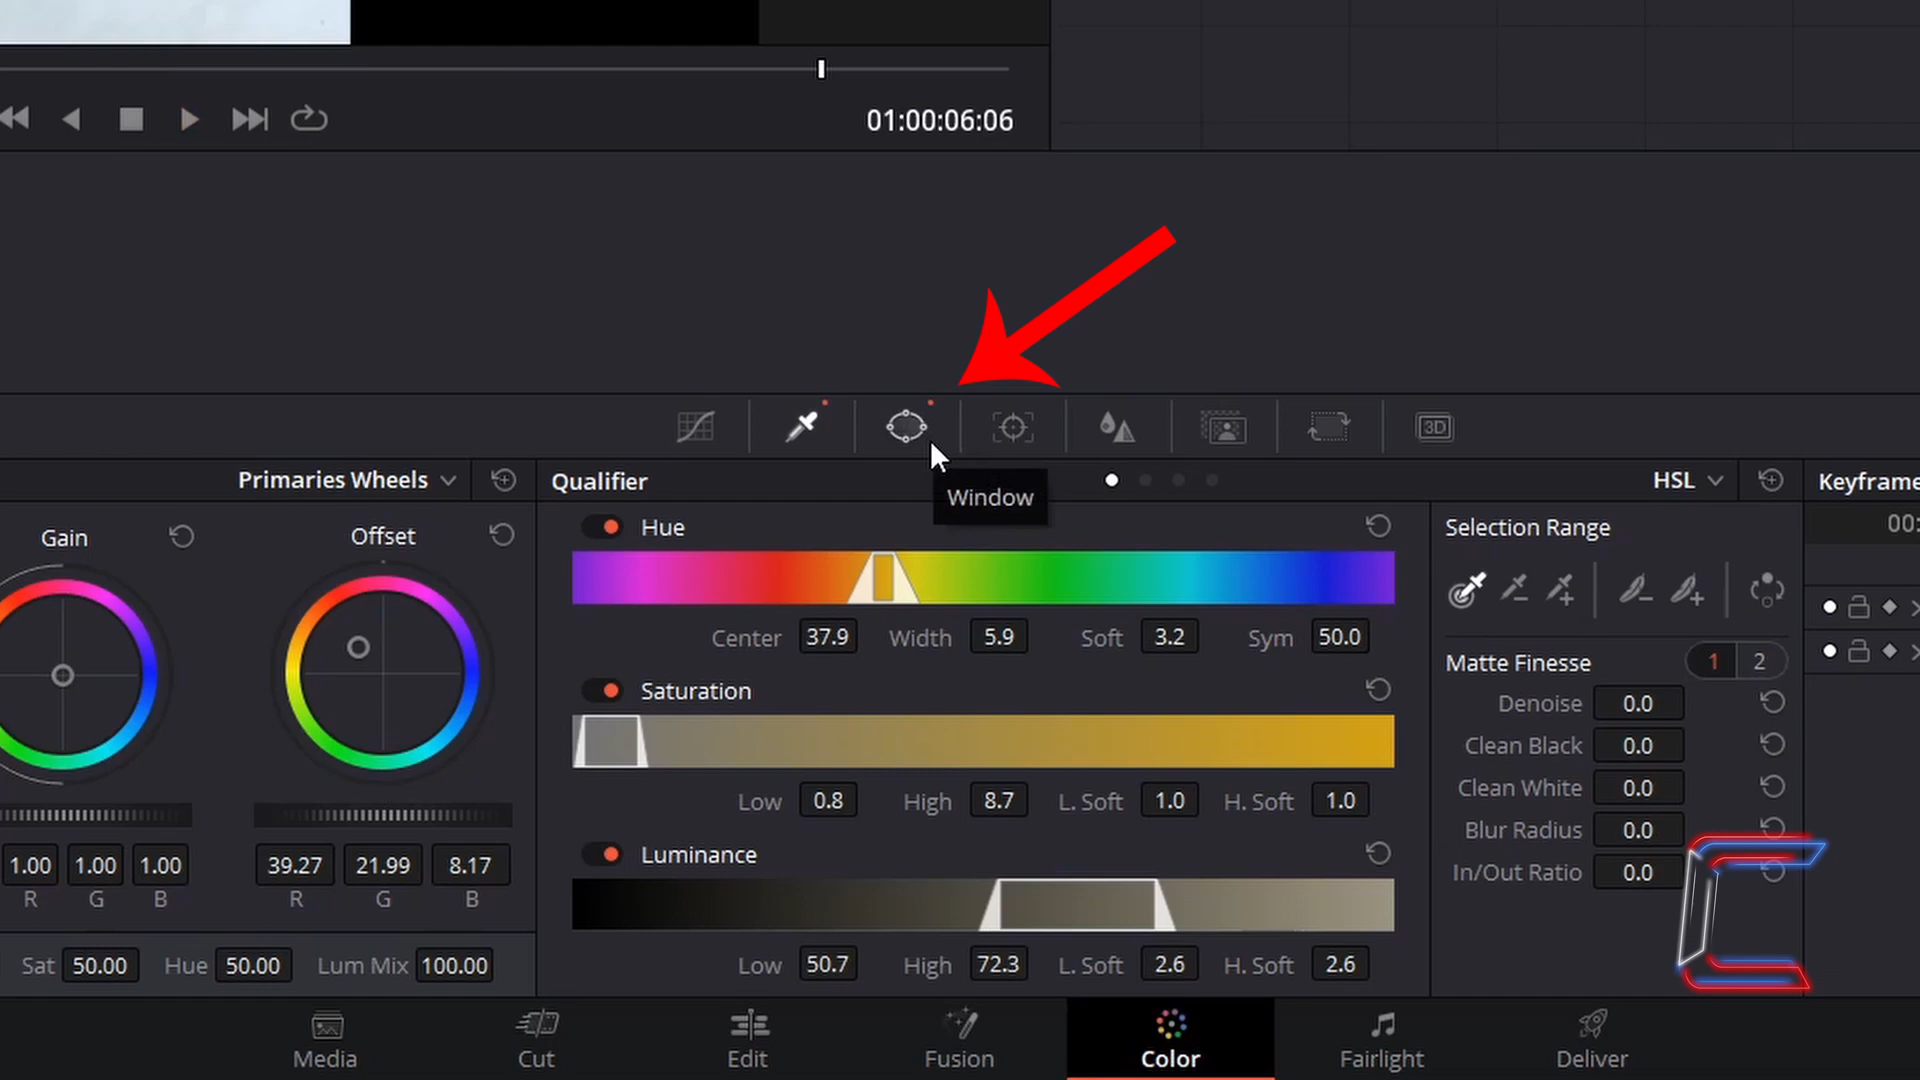 01:00:06:06
3D
Primaries Wheels
Qualifier
Window
HSL
Keyframe
Gain
Offset
Hue
Selection Range
00:
Center 37.9 Width 5.9 Soft 3.2 Sym 50.0
Matte Finesse 1 2
Saturation
Denoise 0.0
Clean Black 0.0
Low 0.8 High 8.7 L. Soft 1.0 H. Soft 1.0
Clean White 0.0
Blur Radius 0.0
Luminance
In/Out Ratio 0.0
1.00 1.00 1.00 39.27 21.99 8.17
R G B R G B
Sat 50.00 Hue 50.00 Lum Mix 100.00
Low 50.7 High 72.3 L. Soft 2.6 H. Soft 2.6
Media Cut Edit Fusion Color Fairlight Deliver